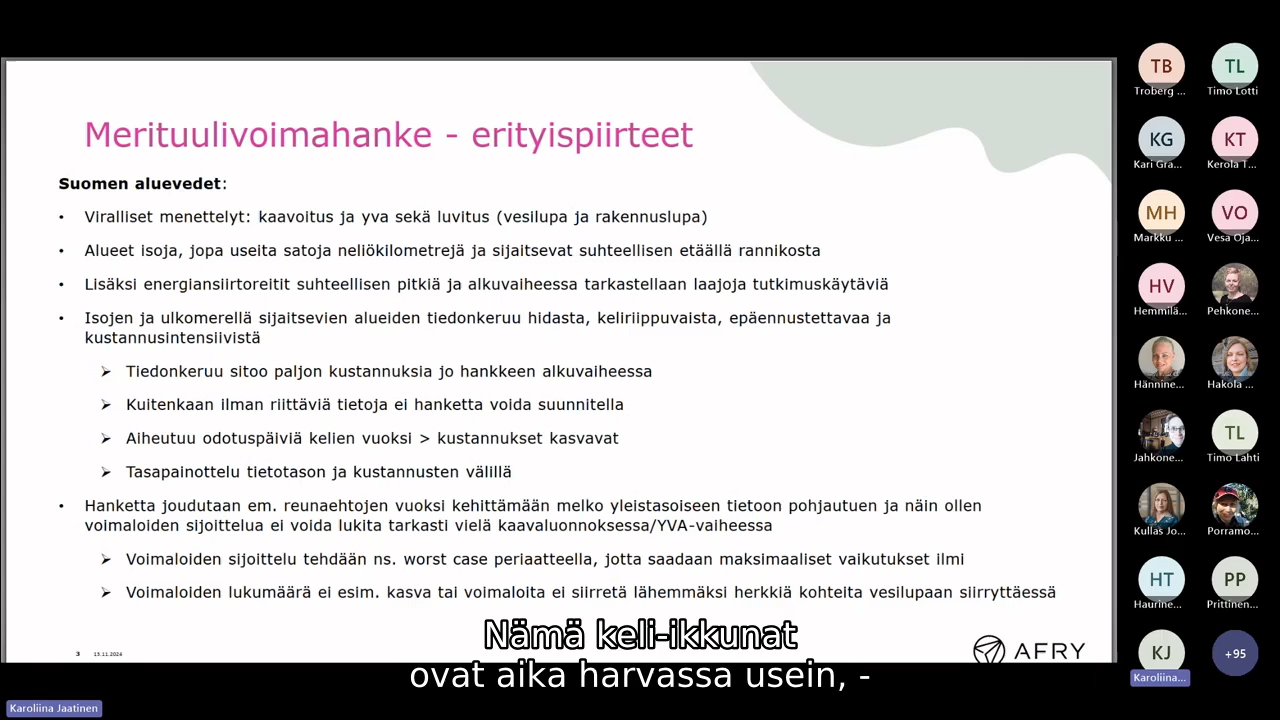 Merituulivoimahanke - erityispiirteet
Suomen aluevedet:
• Viralliset menettelyt: kaavoitus ja yva sekä luvitus (vesilupa ja rakennuslupa)
• Alueet isoja, jopa useita satoja neliökilometrejä ja sijaitsevat suhteellisen etäällä rannikosta
• Lisäksi energiansiirtoreitit suhteellisen pitkiä ja alkuvaiheessa tarkastellaan laajoja tutkimuskäytäviä
• Isojen ja ulkomerellä sijaitsevien alueiden tiedonkeruu hidasta, keliriippuvaista, epäennustettavaa ja
kustannusintensiivistä
➢ Tiedonkeruu sitoo paljon kustannuksia jo hankkeen alkuvaiheessa
➢ Kuitenkaan ilman riittäviä tietoja ei hanketta voida suunnitella
➢ Aiheutuu odotuspäiviä kelien vuoksi > kustannukset kasvavat
➢ Tasapainottelu tietotason ja kustannusten välillä
• Hanketta joudutaan em. reunaehtojen vuoksi kehittämään melko yleistasoiseen tietoon pohjautuen ja näin ollen
voimaloiden sijoittelua ei voida lukita tarkasti vielä kaavaluonnoksessa/YVA-vaiheessa
➢ Voimaloiden sijoittelu tehdään ns. worst case periaatteella, jotta saadaan maksimaaliset vaikutukset ilmi
➢ Voimaloiden lukumäärä ei esim. kasva tai voimaloita ei siirretä lähemmäksi herkkiä kohteita vesilupaan siirryttäessä
3 13.11.2024
AFRY
Nämä keli-ikkunat
ovat aika harvassa usein, -
Karoliina Jaatinen
TB TL
Troberg ... Timo Lotti
KG KT
Kari Gra... Kerola T...
MH VO
Markku ... Vesa Oja...
HV
Hemmilä... Pehkone...
Hännine... Hakola ...
TL
Jahkone... Timo Lahti
Kullas Jo... Porramo...
HT PP
Haurine... Prittinen...
KJ +95
Karoliina...